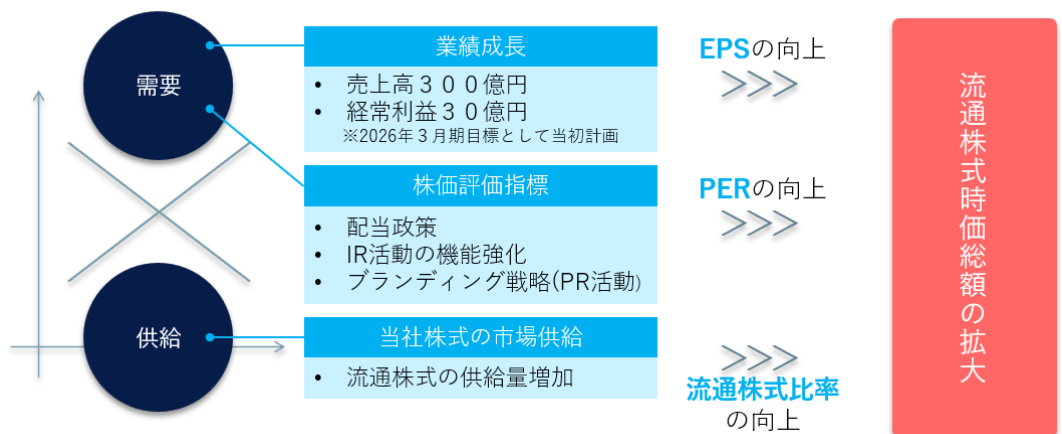 需要
業績成長
• 売上高３００億円
• 経常利益３０億円
※2026年３月期目標として当初計画
EPSの向上
株価評価指標
• 配当政策
• IR活動の機能強化
• ブランディング戦略(PR活動)
PERの向上
供給
当社株式の市場供給
• 流通株式の供給量増加
流通株式比率
の向上
流通株式時価総額の拡大